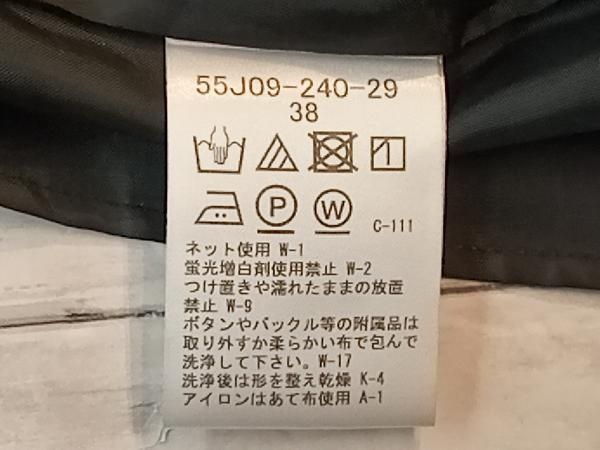 55J09-240-29
38
P W C-111
ネット使用 W-1
蛍光増白剤使用禁止 W-2
つけ置きや濡れたままの放置
禁止 W-9
ボタンやバックル等の附属品は
取り外すか柔らかい布で包んで
洗浄して下さい。W-17
洗浄後は形を整え乾燥 K-4
アイロンはあて布使用 A-1